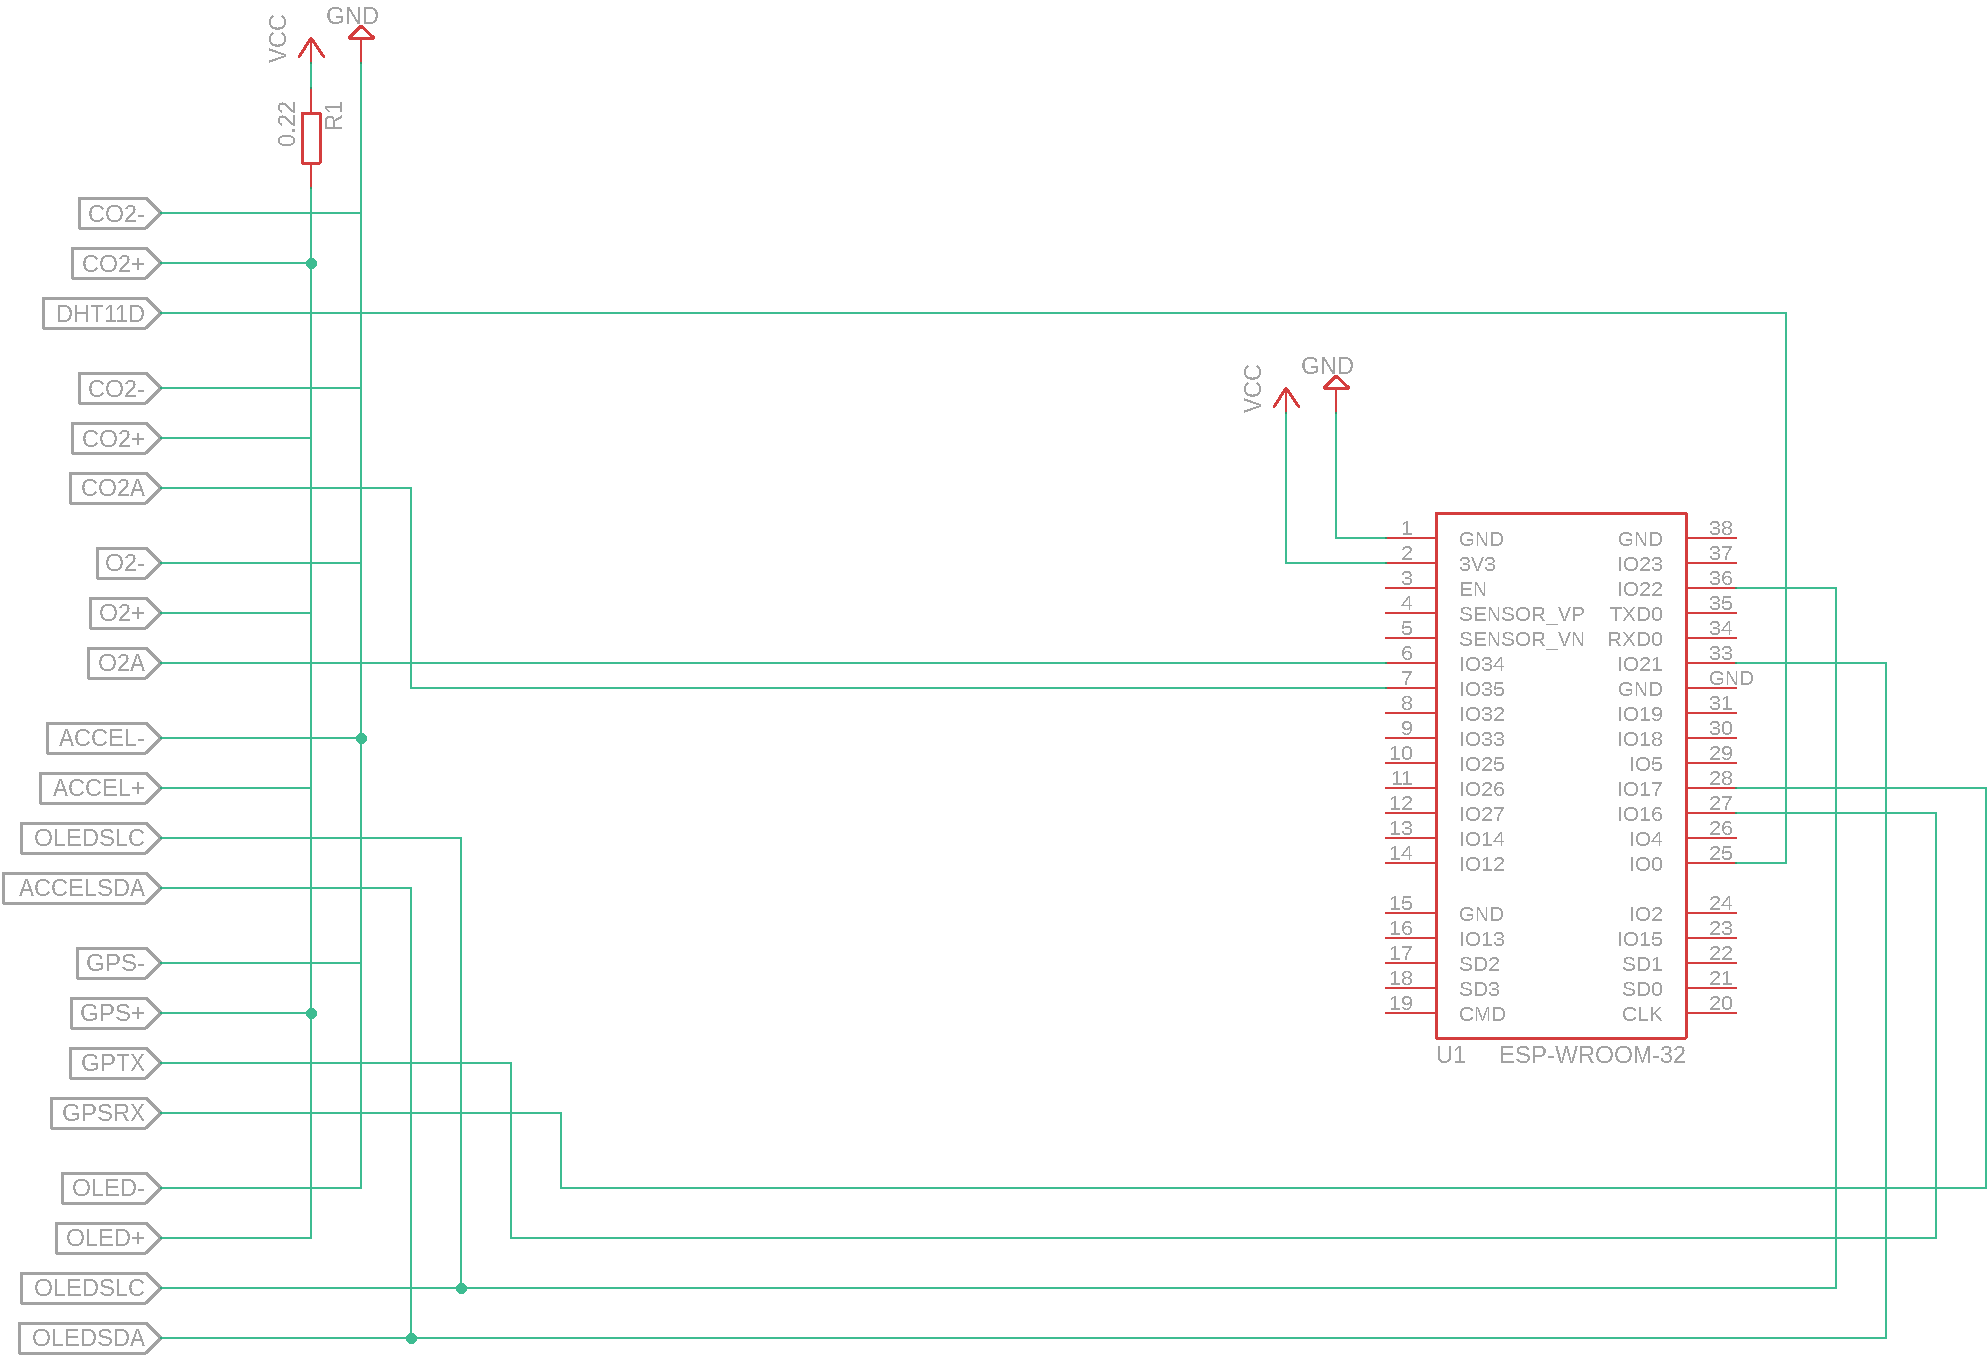 VCC
GND
0.22
R1
CO2-
CO2+
DHT11D
CO2-
CO2+
CO2A
O2-
O2+
O2A
ACCEL-
ACCEL+
OLEDSLC
ACCELSDA
GPS-
GPS+
GPTX
GPSRX
OLED-
OLED+
OLEDSLC
OLEDSDA
VCC
GND
1 GND GND 38
2 3V3 IO23 37
3 EN IO22 36
4 SENSOR_VP TXD0 35
5 SENSOR_VN RXD0 34
6 IO34 IO21 33
7 IO35 GND GND
8 IO32 IO19 31
9 IO33 IO18 30
10 IO25 IO5 29
11 IO26 IO17 28
12 IO27 IO16 27
13 IO14 IO4 26
14 IO12 IO0 25
15 GND IO2 24
16 IO13 IO15 23
17 SD2 SD1 22
18 SD3 SD0 21
19 CMD CLK 20
U1 ESP-WROOM-32